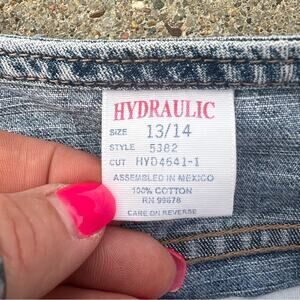 HYDRAULIC
SIZE 13/14
STYLE 5382
CUT HYD4641-1
ASSEMBLED IN MEXICO
100% COTTON
RN 99678
CARE ON REVERSE